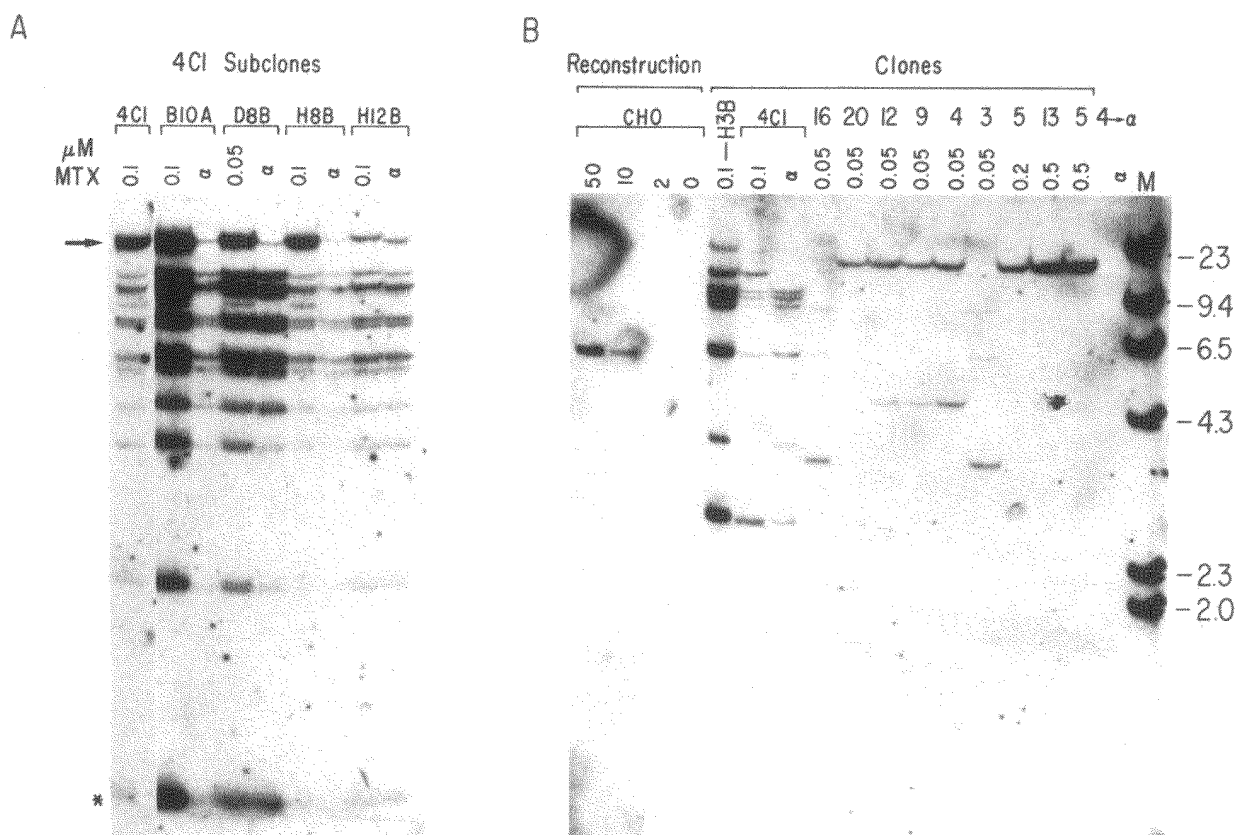 A
4Cl Subclones
4Cl B10A D8B H8B H12B
μM
MTX 0.1 0.1 α 0.05 α 0.1 α 0.1 α
*
B
Reconstruction Clones
CHO 0.1-H3B 4Cl 16 20 12 9 4 3 5 13 5 4→α
50 10 2 0 0.1 α 0.05 0.05 0.05 0.05 0.05 0.05 0.2 0.5 0.5 α M
-23
-9.4
-6.5
-4.3
-2.3
-2.0